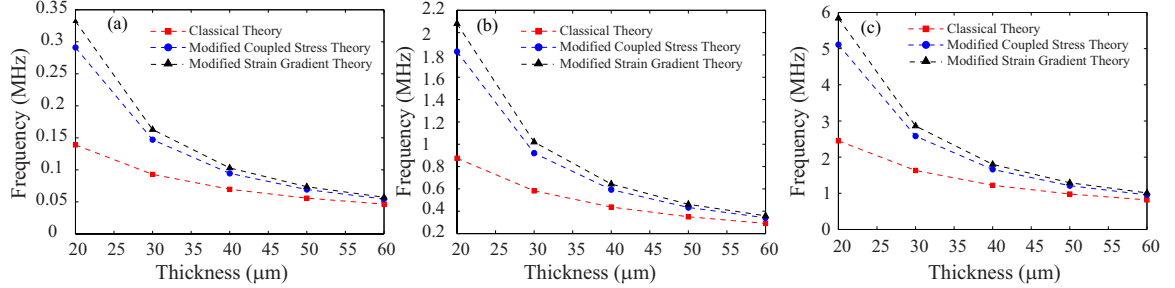 (a)
Classical Theory
Modified Coupled Stress Theory
Modified Strain Gradient Theory
Frequency (MHz)
0.35
0.3
0.25
0.2
0.15
0.1
0.05
0
20 25 30 35 40 45 50 55 60
Thickness (μm)
(b)
Classical Theory
Modified Coupled Stress Theory
Modified Strain Gradient Theory
Frequency (MHz)
2.2
2
1.8
1.6
1.4
1.2
1.0
0.8
0.6
0.4
0.2
20 25 30 35 40 45 50 55 60
Thickness (μm)
(c)
Classical Theory
Modified Coupled Stress Theory
Modified Strain Gradient Theory
Frequency (MHz)
6
5
4
3
2
1
0
20 25 30 35 40 45 50 55 60
Thickness (μm)